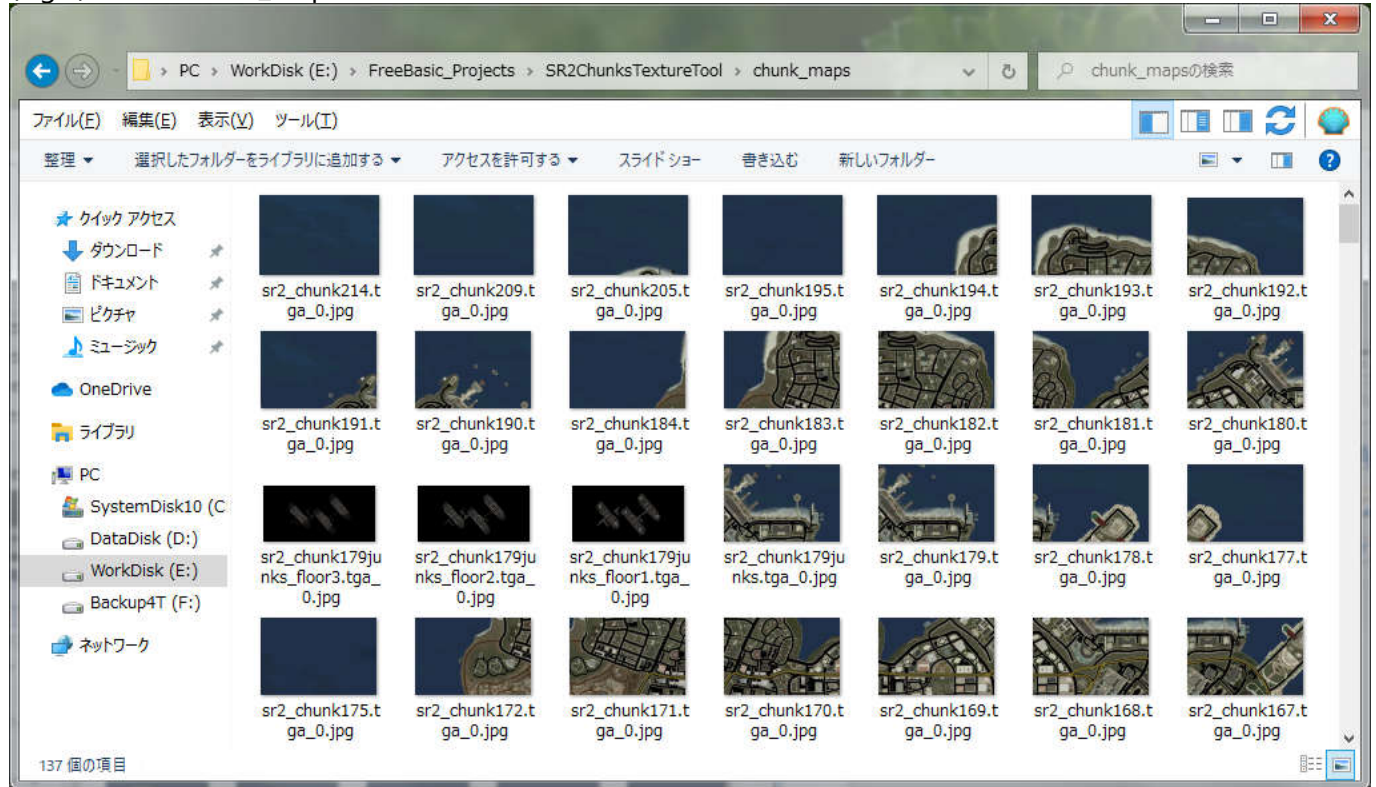 PC › WorkDisk (E:) › FreeBasic_Projects › SR2ChunksTextureTool › chunk_maps
chunk_mapsの検索
ファイル(F) 編集(E) 表示(V) ツール(T)
整理 選択したフォルダーをライブラリに追加する アクセスを許可する スライド ショー 書き込む 新しいフォルダー
クイック アクセス
ダウンロード
ドキュメント
ピクチャ
ミュージック
OneDrive
ライブラリ
PC
SystemDisk10 (C
DataDisk (D:)
WorkDisk (E:)
Backup4T (F:)
ネットワーク
sr2_chunk214.t
ga_0.jpg
sr2_chunk209.t
ga_0.jpg
sr2_chunk205.t
ga_0.jpg
sr2_chunk195.t
ga_0.jpg
sr2_chunk194.t
ga_0.jpg
sr2_chunk193.t
ga_0.jpg
sr2_chunk192.t
ga_0.jpg
sr2_chunk191.t
ga_0.jpg
sr2_chunk190.t
ga_0.jpg
sr2_chunk184.t
ga_0.jpg
sr2_chunk183.t
ga_0.jpg
sr2_chunk182.t
ga_0.jpg
sr2_chunk181.t
ga_0.jpg
sr2_chunk180.t
ga_0.jpg
sr2_chunk179ju
nks_floor3.tga_
0.jpg
sr2_chunk179ju
nks_floor2.tga_
0.jpg
sr2_chunk179ju
nks_floor1.tga_
0.jpg
sr2_chunk179ju
nks.tga_0.jpg
sr2_chunk179.t
ga_0.jpg
sr2_chunk178.t
ga_0.jpg
sr2_chunk177.t
ga_0.jpg
sr2_chunk175.t
ga_0.jpg
sr2_chunk172.t
ga_0.jpg
sr2_chunk171.t
ga_0.jpg
sr2_chunk170.t
ga_0.jpg
sr2_chunk169.t
ga_0.jpg
sr2_chunk168.t
ga_0.jpg
sr2_chunk167.t
ga_0.jpg
137 個の項目